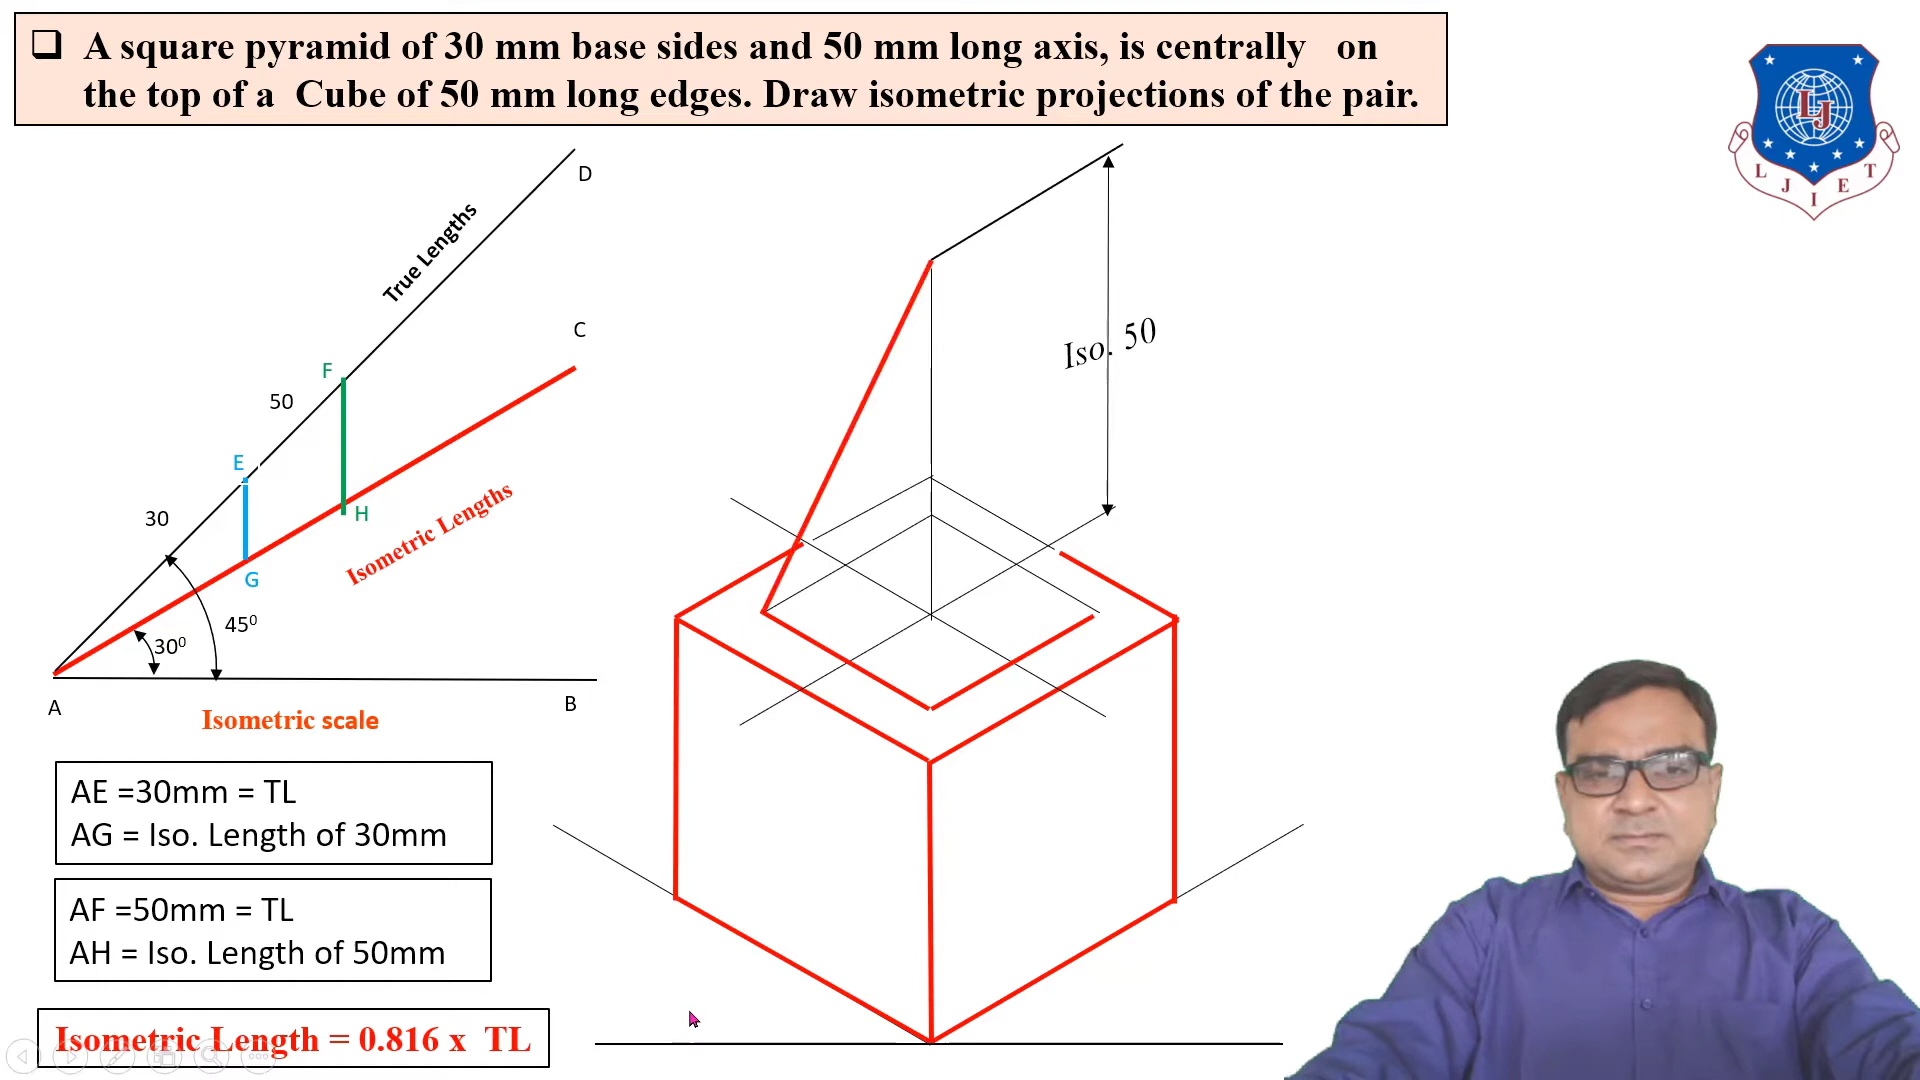 ❑ A square pyramid of 30 mm base sides and 50 mm long axis, is centrally on
the top of a Cube of 50 mm long edges. Draw isometric projections of the pair.
LJ
L J I E T
D
True Lengths
C
F
50
E
30
H
Isometric Lengths
G
45⁰
30⁰
A
B
Isometric scale
Iso. 50
AE =30mm = TL
AG = Iso. Length of 30mm
AF =50mm = TL
AH = Iso. Length of 50mm
Isometric Length = 0.816 x TL